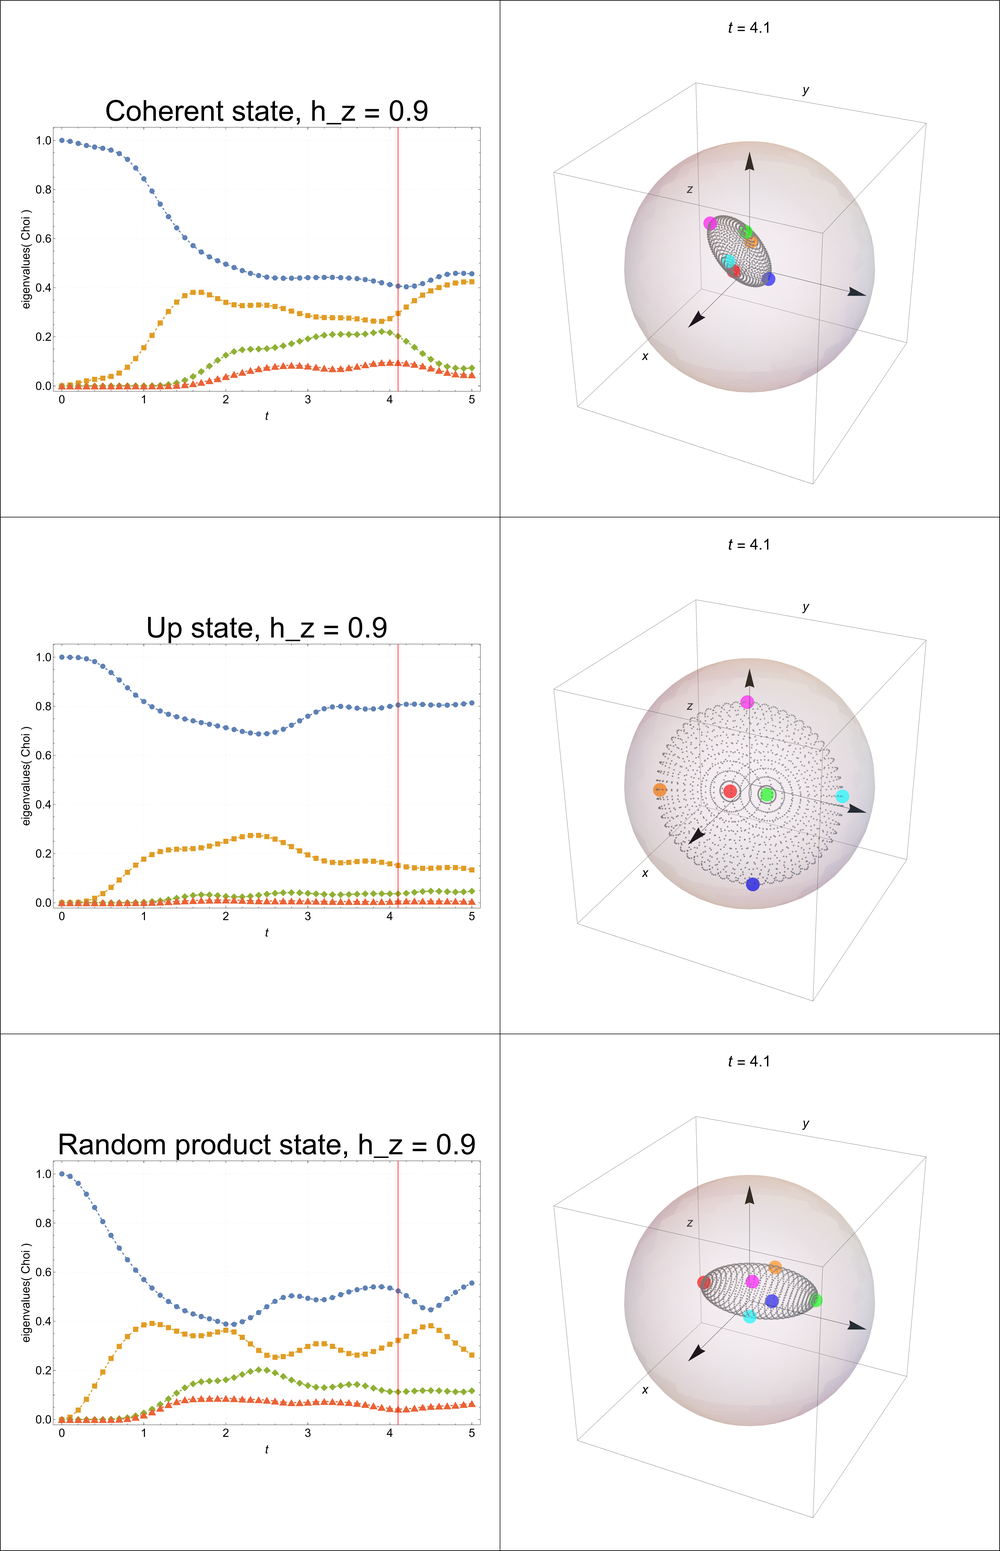 t = 4.1
Coherent state, h_z = 0.9
eigenvalues( Choi )
1.0
0.8
0.6
0.4
0.2
0.0
0 1 2 3 4 5
t
y
z
x
t = 4.1
Up state, h_z = 0.9
eigenvalues( Choi )
1.0
0.8
0.6
0.4
0.2
0.0
0 1 2 3 4 5
t
y
z
x
t = 4.1
Random product state, h_z = 0.9
eigenvalues( Choi )
1.0
0.8
0.6
0.4
0.2
0.0
0 1 2 3 4 5
t
y
z
x